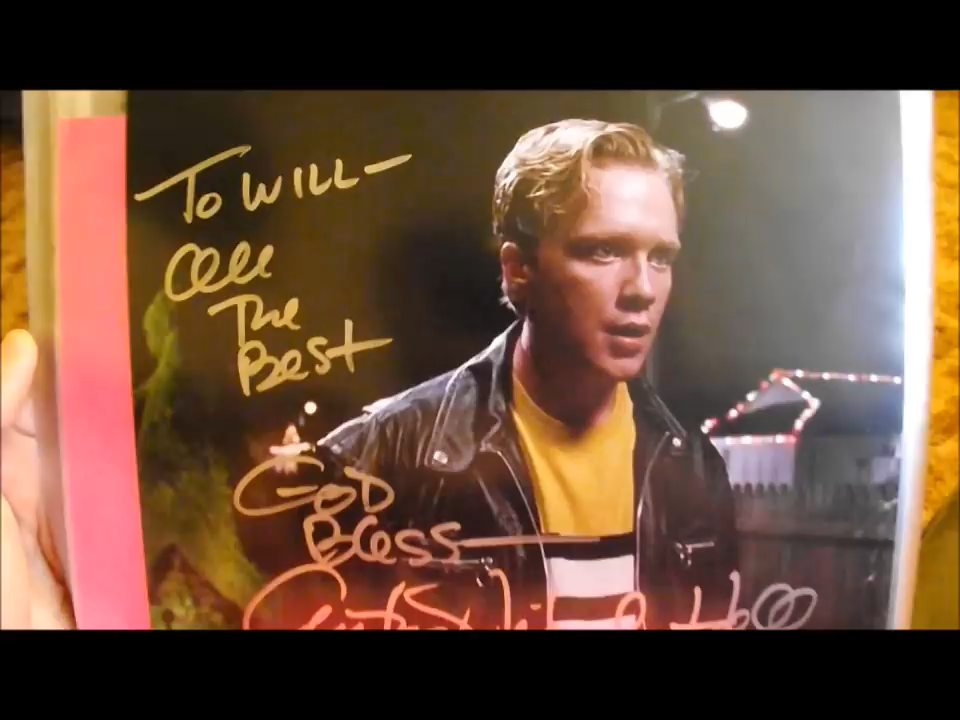 To WILL-
All
The
Best
GOD
BLESS